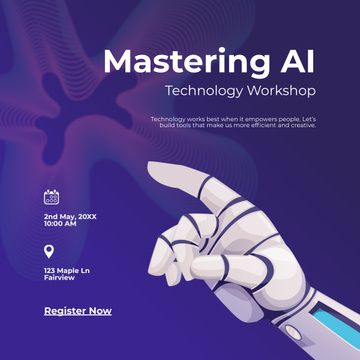 Mastering AI
Technology Workshop
Technology works best when it empowers people. Let's
build tools that make us more efficient and creative.
2nd May, 20XX
10:00 AM
123 Maple Ln
Fairview
Register Now